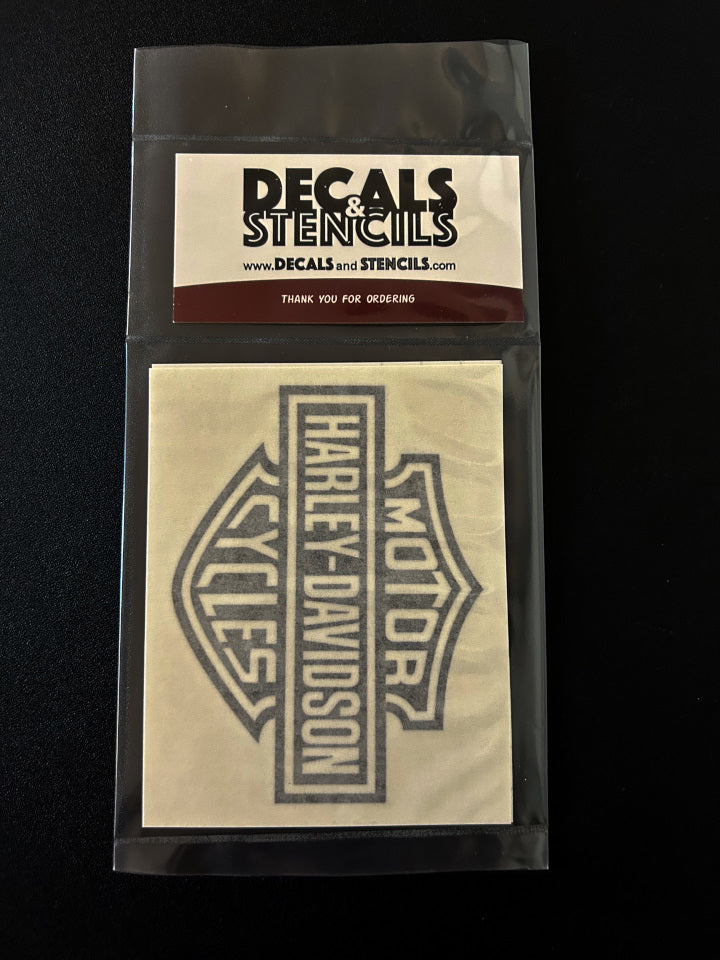 DECALS
&
STENCILS
www.DECALS and STENCILS.com
THANK YOU FOR ORDERING
MOTOR
HARLEY-DAVIDSON
CYCLES